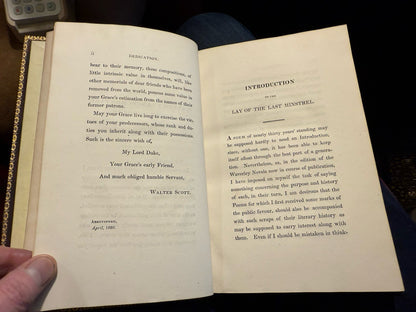 ii
DEDICATION.
hear to their memory, these compositions, of
little intrinsic value in themselves, will, like
other memorials of dear friends who have been
removed from the world, possess some value in
your Grace's estimation from the names of their
former patrons.
May your Grace live long to exercise the vir-
tues of your predecessors, whose rank and du-
ties you inherit along with their possessions.
Such is the sincere wish of,
My Lord Duke,
Your Grace's early Friend,
And much obliged humble Servant,
WALTER SCOTT.
ABBOTSFORD,
April, 1830.
INTRODUCTION
TO THE
LAY OF THE LAST MINSTREL.
A POEM of nearly thirty years' standing may
be supposed hardly to need an Introduction,
since, without one, it has been able to keep
itself afloat through the best part of a genera-
tion. Nevertheless, as, in the edition of the
Waverley Novels now in course of publication,
I have imposed on myself the task of saying
something concerning the purpose and history
of each, in their turn, I am desirous that the
Poems for which I first received some marks of
the public favour, should also be accompanied
with such scraps of their literary history as
may be supposed to carry interest along with
them. Even if I should be mistaken in think-